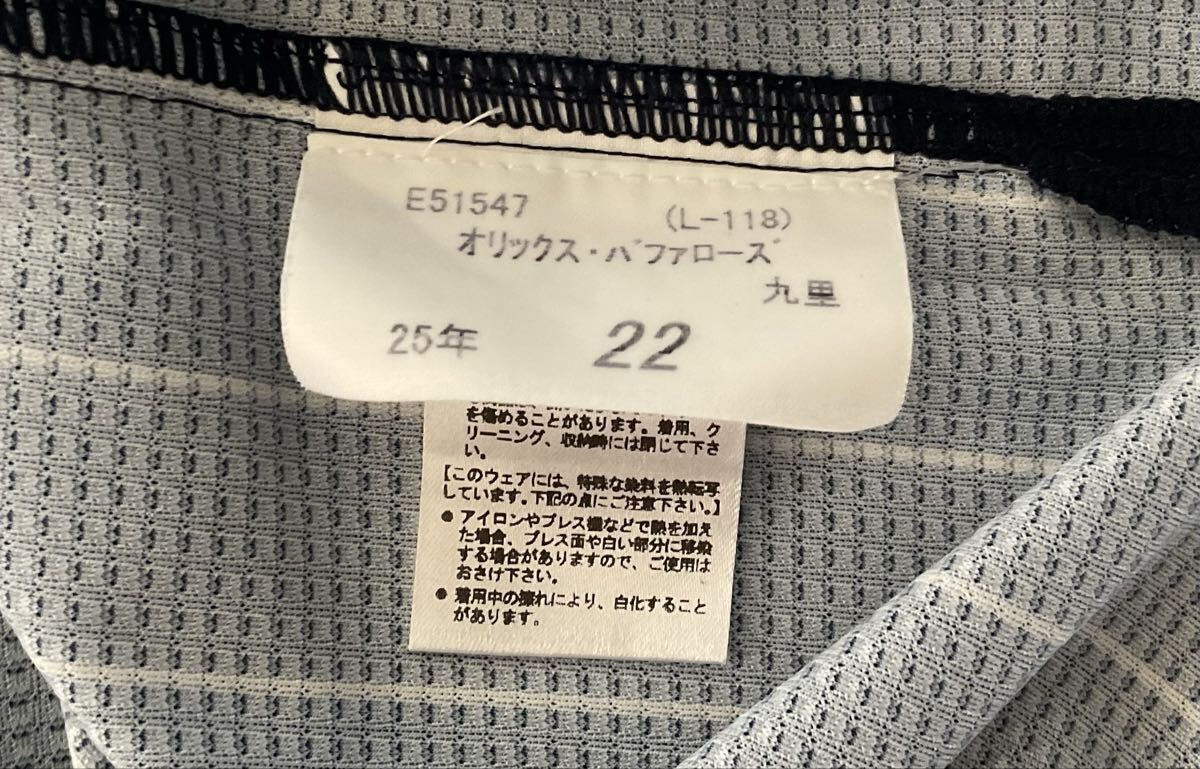 E51547 (L-118)
オリックス・バファローズ
九里
25年 22
を傷めることがあります。着用、ク
リーニング、収納時には閉じて下さ
い。
【このウェアには、特殊な染料を熱転写
しています。下記の点にご注意下さい。】
● アイロンやプレス機などで熱を加え
た場合、プレス面や白い部分に移染
する場合がありますので、ご使用は
おさけ下さい。
● 着用中の擦れにより、白化すること
があります。